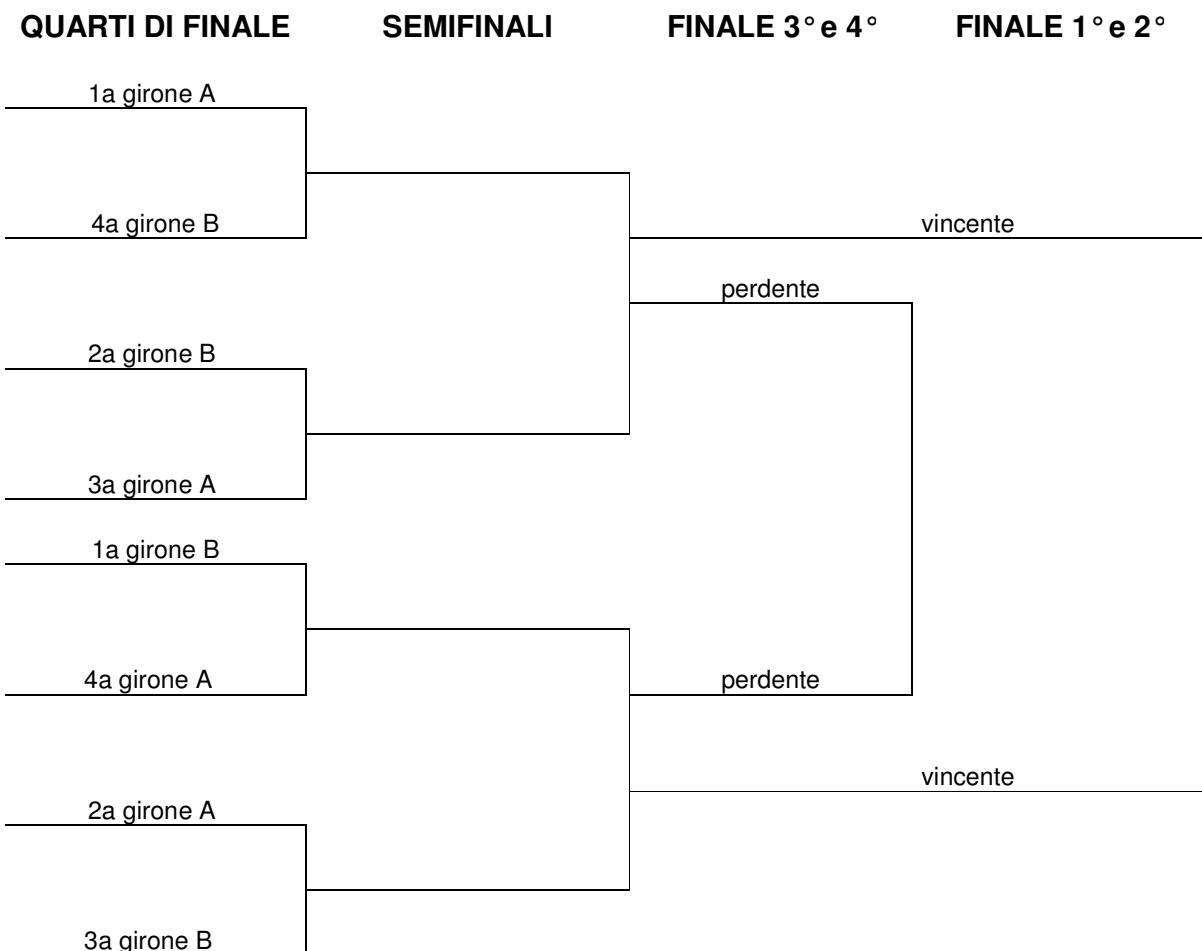 QUARTI DI FINALE SEMIFINALI FINALE 3° e 4° FINALE 1° e 2°
1a girone A
4a girone B
vincente
perdente
2a girone B
3a girone A
1a girone B
4a girone A
perdente
vincente
2a girone A
3a girone B